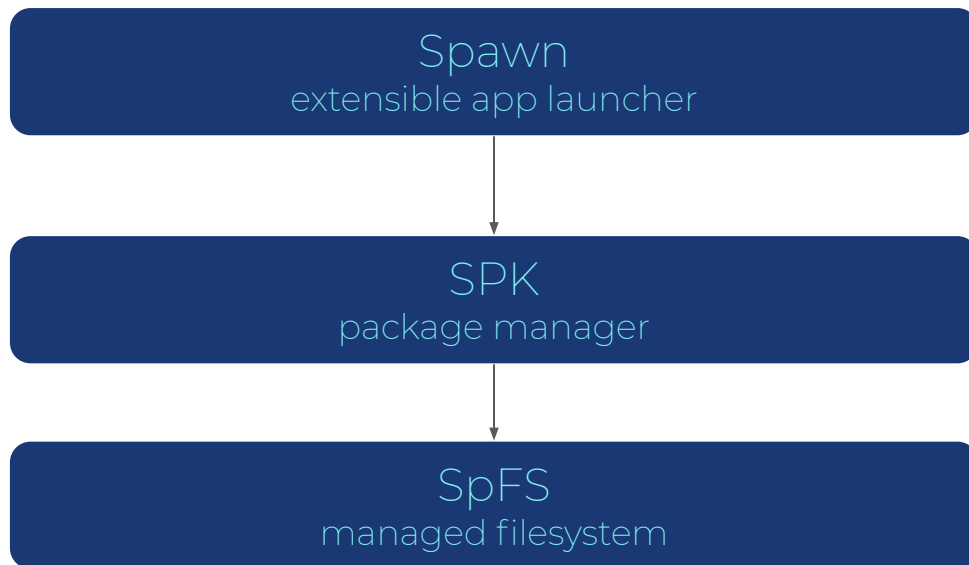 Spawn
extensible app launcher
SPK
package manager
SpFS
managed filesystem